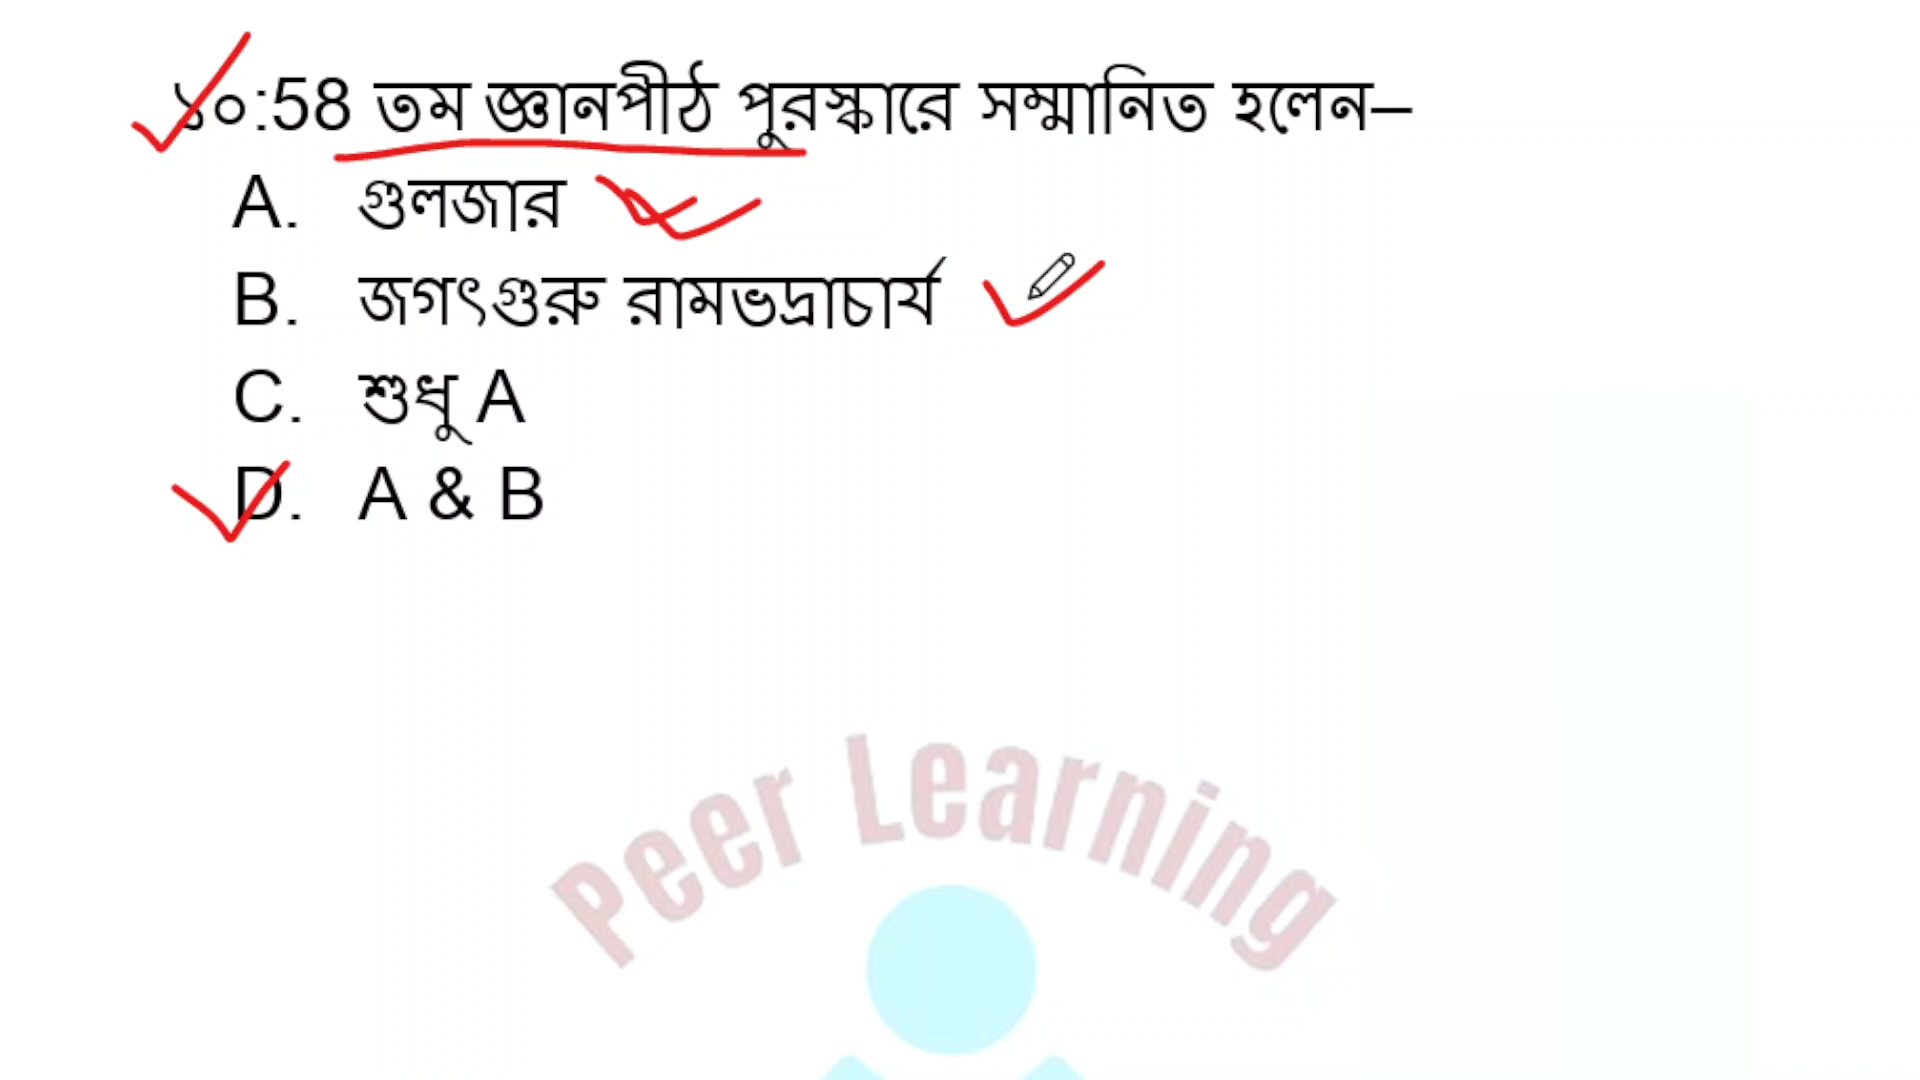 ১০:58 তম জ্ঞানপীঠ পুরস্কারে সম্মানিত হলেন–
A. গুলজার
B. জগৎগুরু রামভদ্রাচার্য
C. শুধু A
D. A & B
Peer Learning